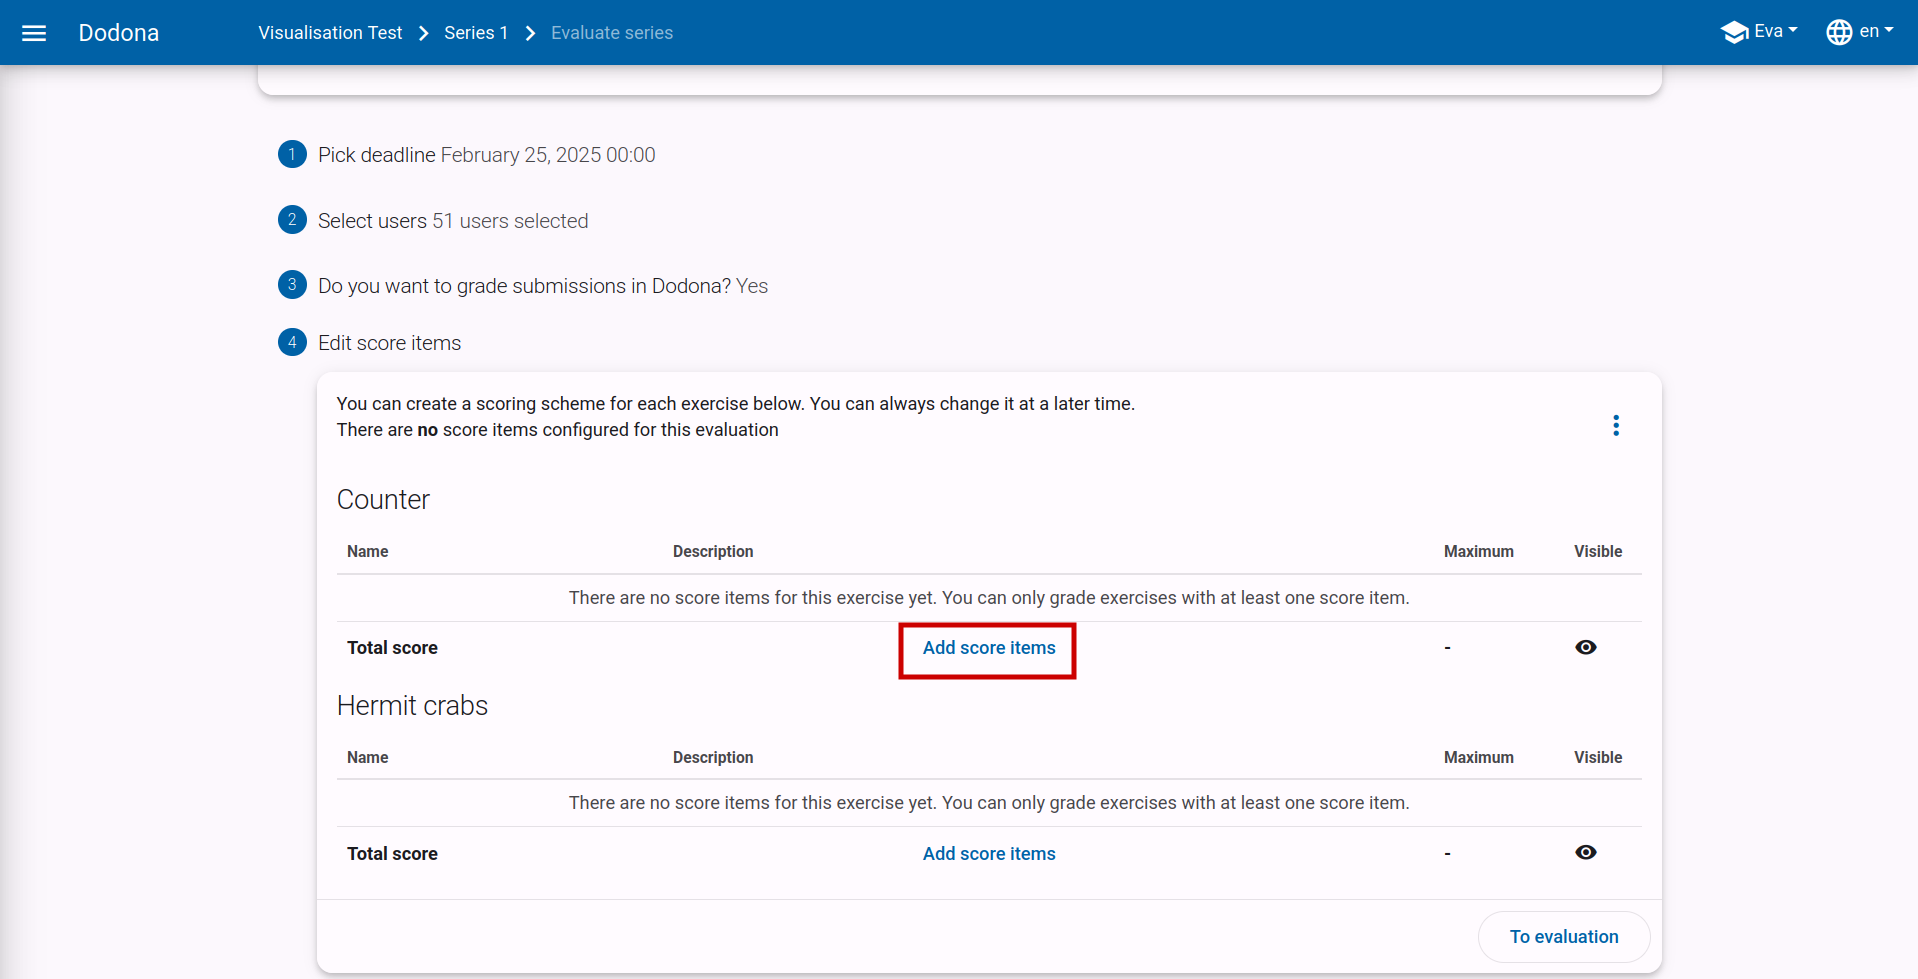 Dodona
Visualisation Test
Series 1
Evaluate series
Eva
en
1 Pick deadline February 25, 2025 00:00
2 Select users 51 users selected
3 Do you want to grade submissions in Dodona? Yes
4 Edit score items
You can create a scoring scheme for each exercise below. You can always change it at a later time.
There are no score items configured for this evaluation
Counter
Name Description Maximum Visible
There are no score items for this exercise yet. You can only grade exercises with at least one score item.
Total score Add score items -
Hermit crabs
Name Description Maximum Visible
There are no score items for this exercise yet. You can only grade exercises with at least one score item.
Total score Add score items -
To evaluation